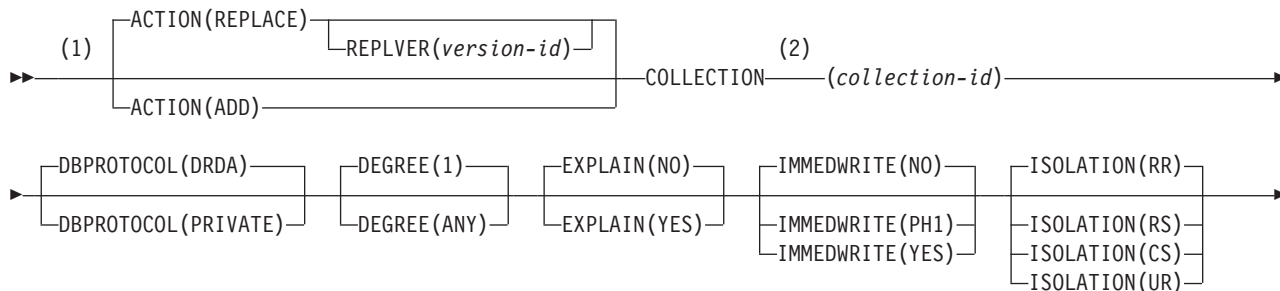 ACTION(REPLACE)
(1) REPLVER(version-id) (2)
COLLECTION (collection-id)
ACTION(ADD)
DBPROTOCOL(DRDA) DEGREE(1) EXPLAIN(NO) IMMEDWRITE(NO) ISOLATION(RR)
DBPROTOCOL(PRIVATE) DEGREE(ANY) EXPLAIN(YES) IMMEDWRITE(PH1) ISOLATION(RS)
IMMEDWRITE(YES) ISOLATION(CS)
ISOLATION(UR)